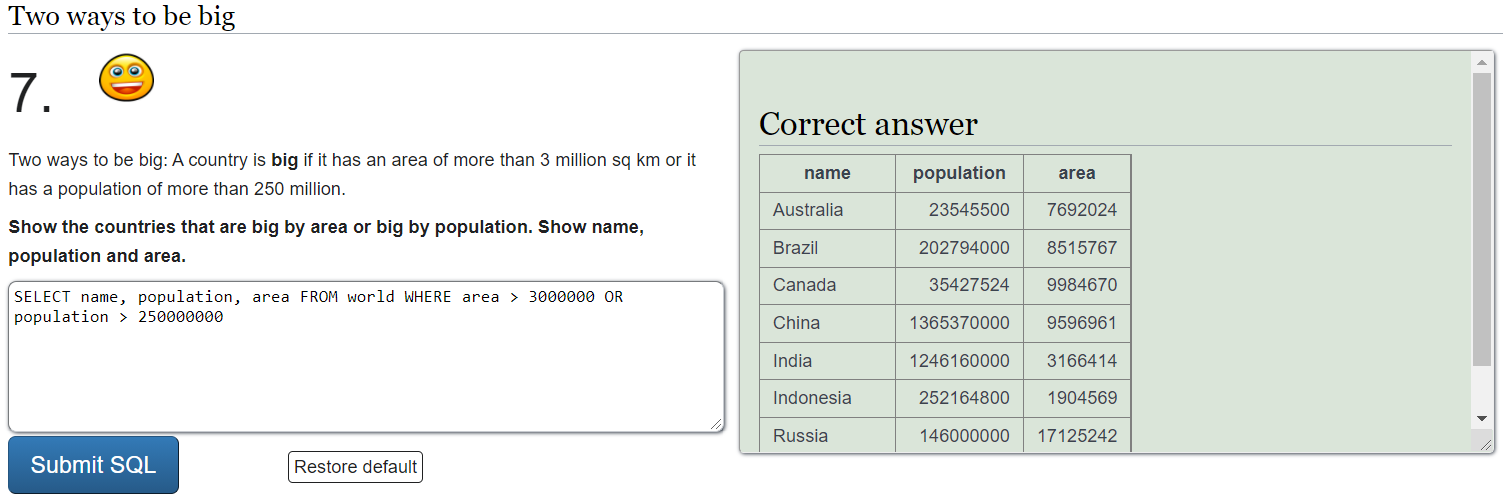 Two ways to be big
7.
Two ways to be big: A country is big if it has an area of more than 3 million sq km or it
has a population of more than 250 million.
Show the countries that are big by area or big by population. Show name,
population and area.
SELECT name, population, area FROM world WHERE area > 3000000 OR
population > 250000000
Submit SQL
Restore default
Correct answer
name population area
Australia 23545500 7692024
Brazil 202794000 8515767
Canada 35427524 9984670
China 1365370000 9596961
India 1246160000 3166414
Indonesia 252164800 1904569
Russia 146000000 17125242